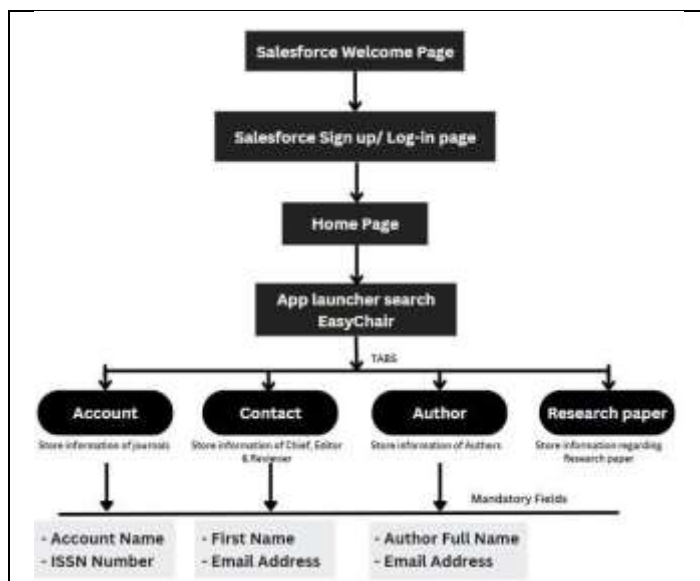 Salesforce Welcome Page
Salesforce Sign up/ Log-in page
Home Page
App launcher search
EasyChair
TABS
Account
Contact
Author
Research paper
Store information of journals
Store information of Chief, Editor
& Reviewer
Store information of Authors
Store information regarding
Research paper
Mandatory Fields
- Account Name
- ISSN Number
- First Name
- Email Address
- Author Full Name
- Email Address